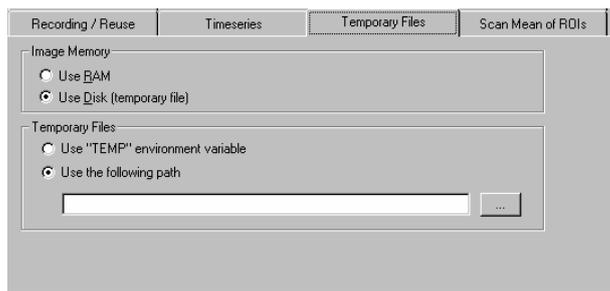 Recording / Reuse Timeseries Temporary Files Scan Mean of ROIs
Image Memory
Use RAM
Use Disk (temporary file)
Temporary Files
Use "TEMP" environment variable
Use the following path
...